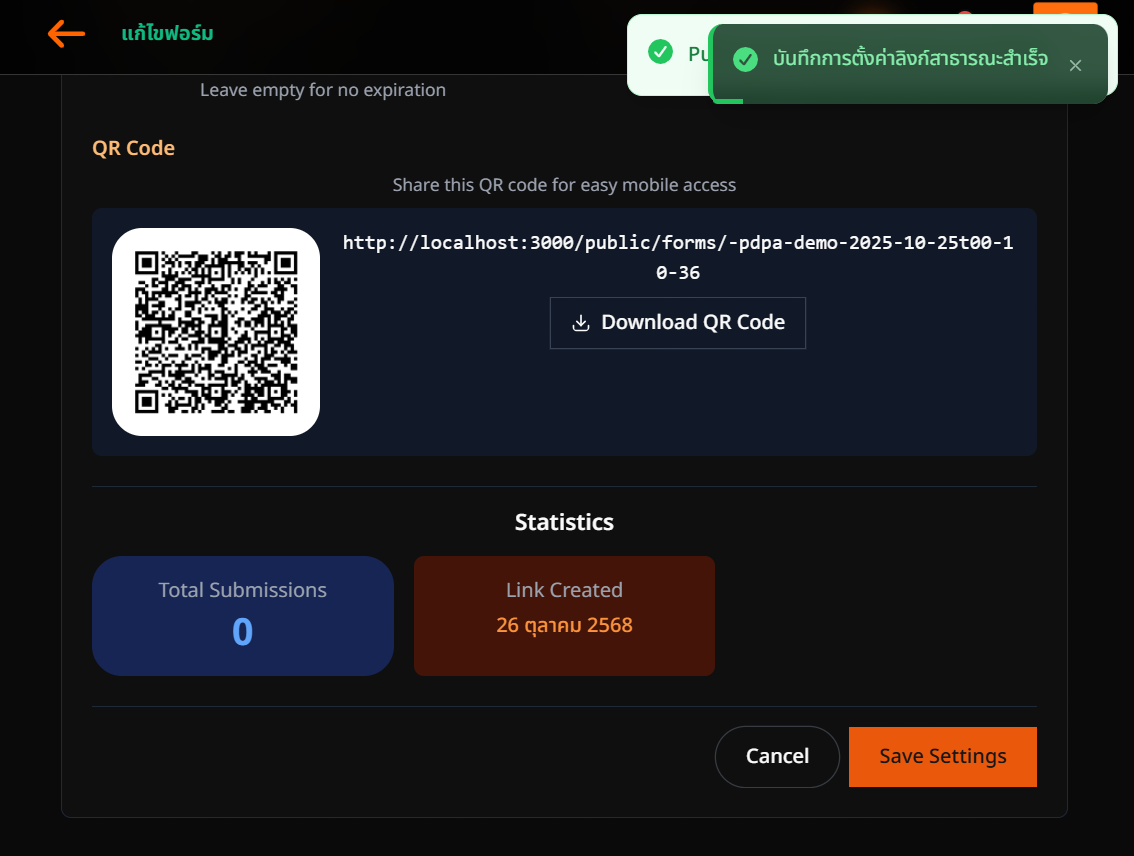 แก้ไขฟอร์ม
บันทึกการตั้งค่าลิงก์สาธารณะสำเร็จ
Leave empty for no expiration
QR Code
Share this QR code for easy mobile access
http://localhost:3000/public/forms/-pdpa-demo-2025-10-25t00-1
0-36
Download QR Code
Statistics
Total Submissions
0
Link Created
26 ตุลาคม 2568
Cancel
Save Settings